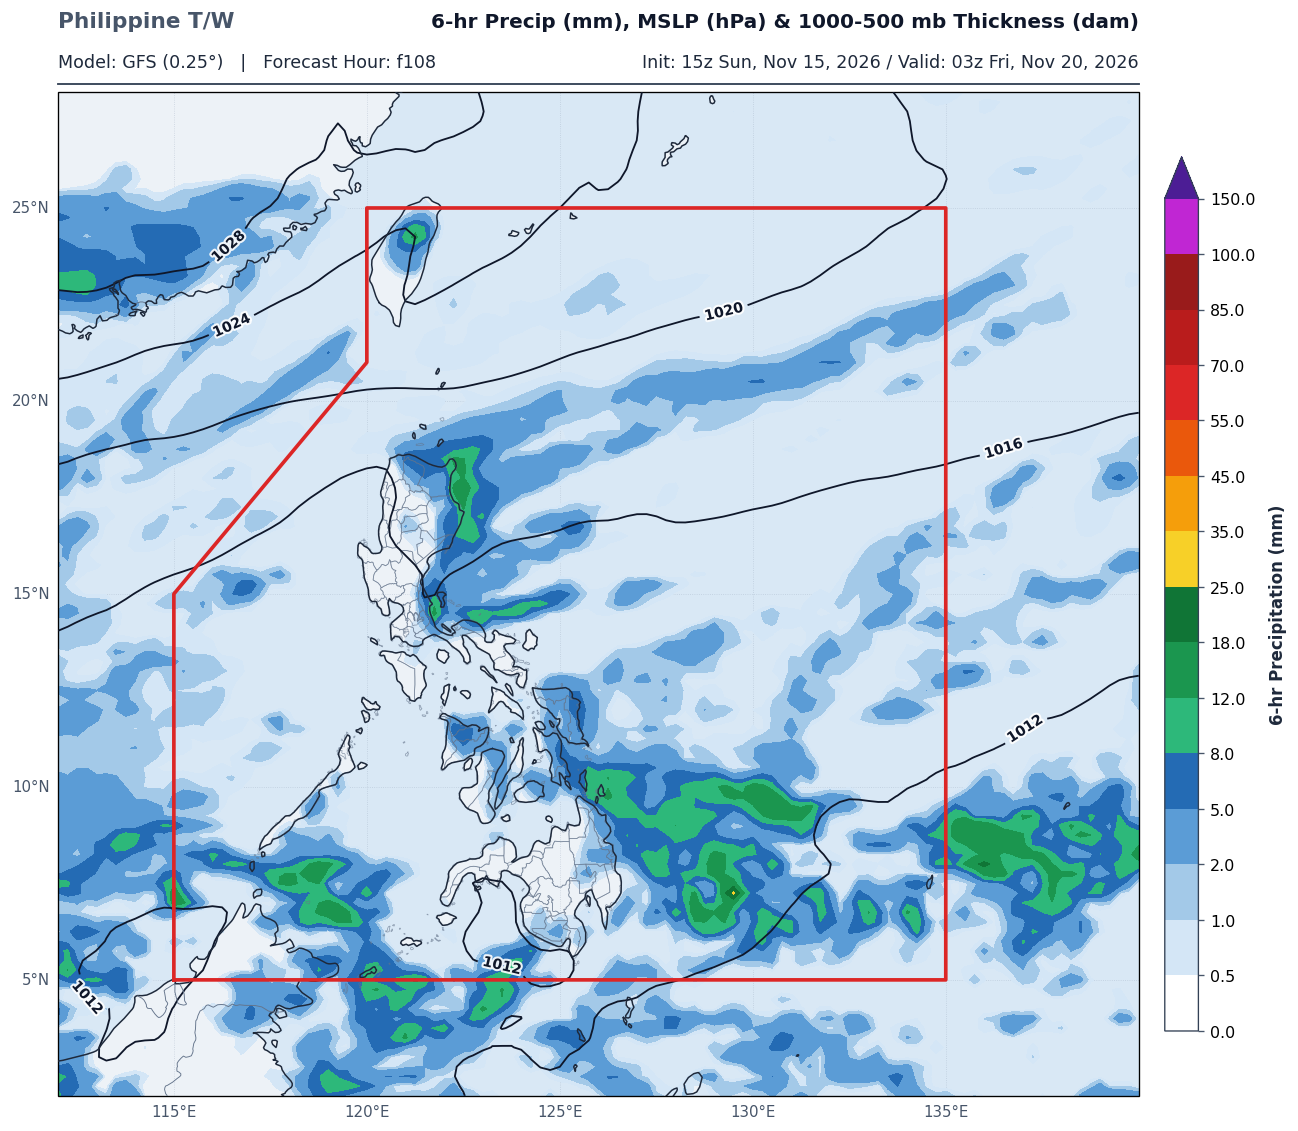 Philippine T/W
6-hr Precip (mm), MSLP (hPa) & 1000-500 mb Thickness (dam)
Model: GFS (0.25°) | Forecast Hour: f108
Init: 15z Sun, Nov 15, 2026 / Valid: 03z Fri, Nov 20, 2026
25°N
20°N
15°N
10°N
5°N
115°E
120°E
125°E
130°E
135°E
1028
1024
1020
1016
1012
1012
1012
150.0
100.0
85.0
70.0
55.0
45.0
35.0
25.0
18.0
12.0
8.0
5.0
2.0
1.0
0.5
0.0
6-hr Precipitation (mm)